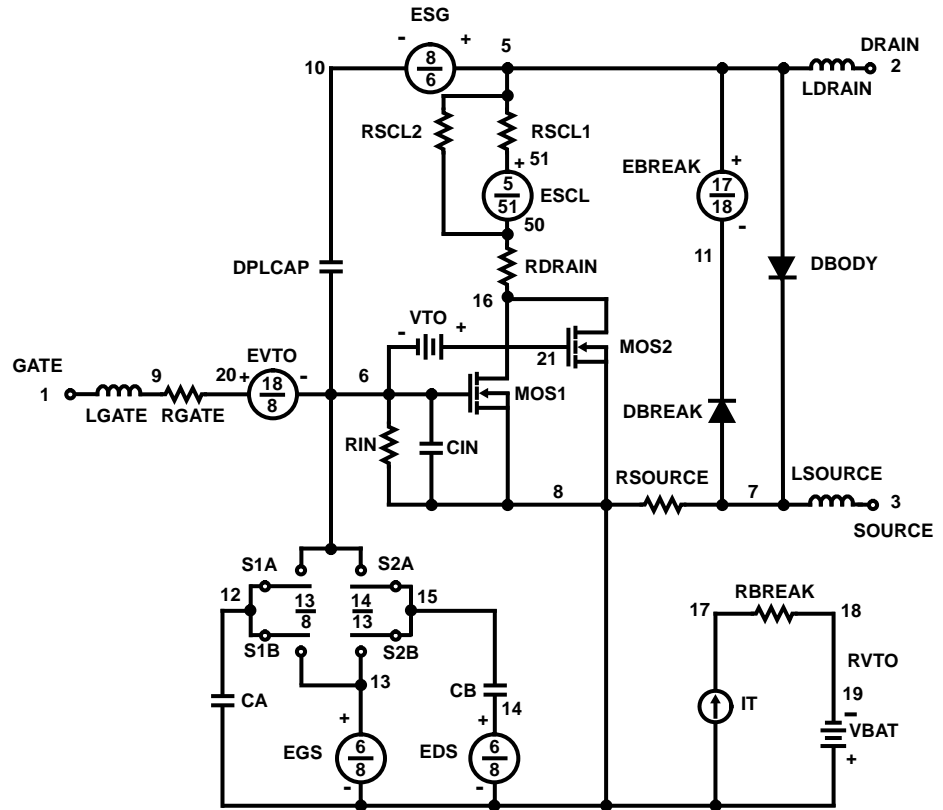 ESG
- 8 6 +
10
5
DRAIN
2
LDRAIN
RSCL2
RSCL1
+ 51
5 51
ESCL
50
EBREAK
+
17 18
-
11
DPLCAP
RDRAIN
DBODY
16
- VTO +
21
MOS2
GATE
1
LGATE
9
RGATE
EVTO
20 + 18 8 -
6
MOS1
DBREAK
RIN
CIN
8
RSOURCE
7
LSOURCE
3
SOURCE
S1A
S2A
12
13 8
14 13
15
S1B
S2B
13
CA
CB
14
+
EGS
6 8
-
+
EDS
6 8
-
RBREAK
17
18
RVTO
19
IT
-
VBAT
+